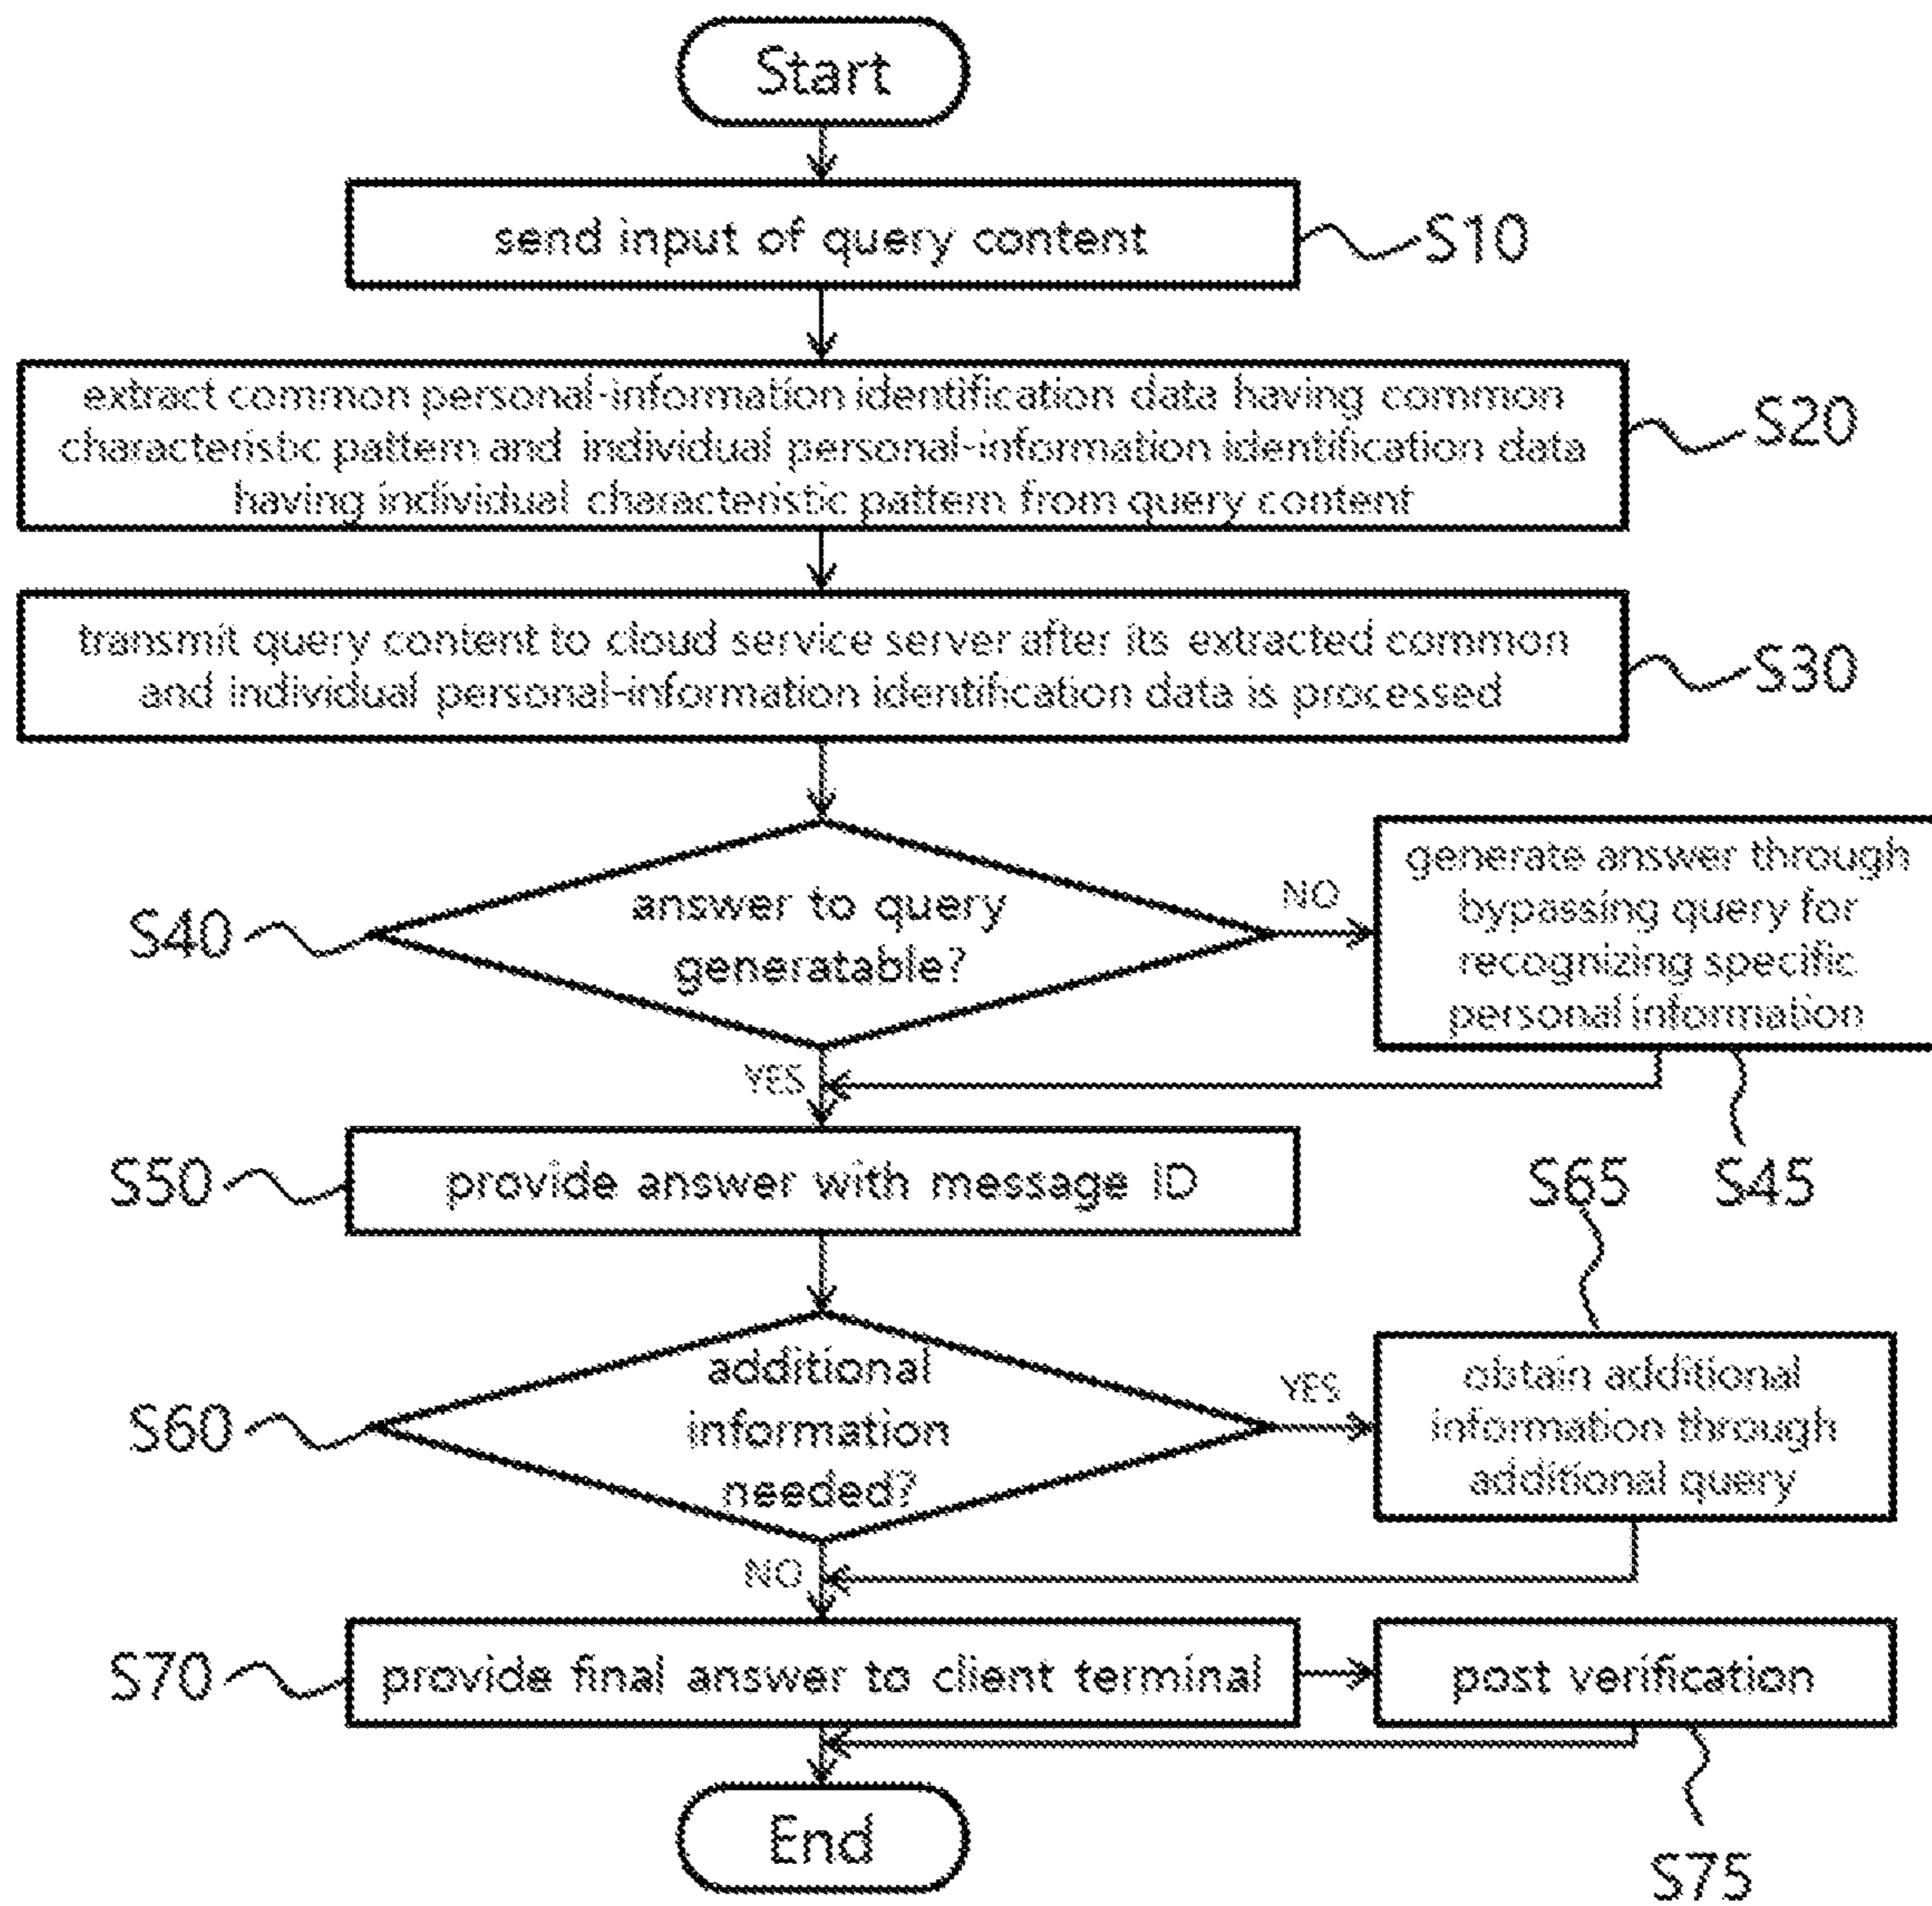 Start
send input of query content
S10
extract common personal-information identification data having common
characteristic pattern and individual personal-information identification data
having individual characteristic pattern from query content
S20
transmit query content to cloud service server after its extracted common
and individual personal-information identification data is processed
S30
S40
answer to query
generatable?
NO
generate answer through
bypassing query for
recognizing specific
personal information
YES
S45
S50
provide answer with message ID
S65
S60
additional
information
needed?
YES
obtain additional
information through
additional query
NO
S70
provide final answer to client terminal
post verification
End
S75